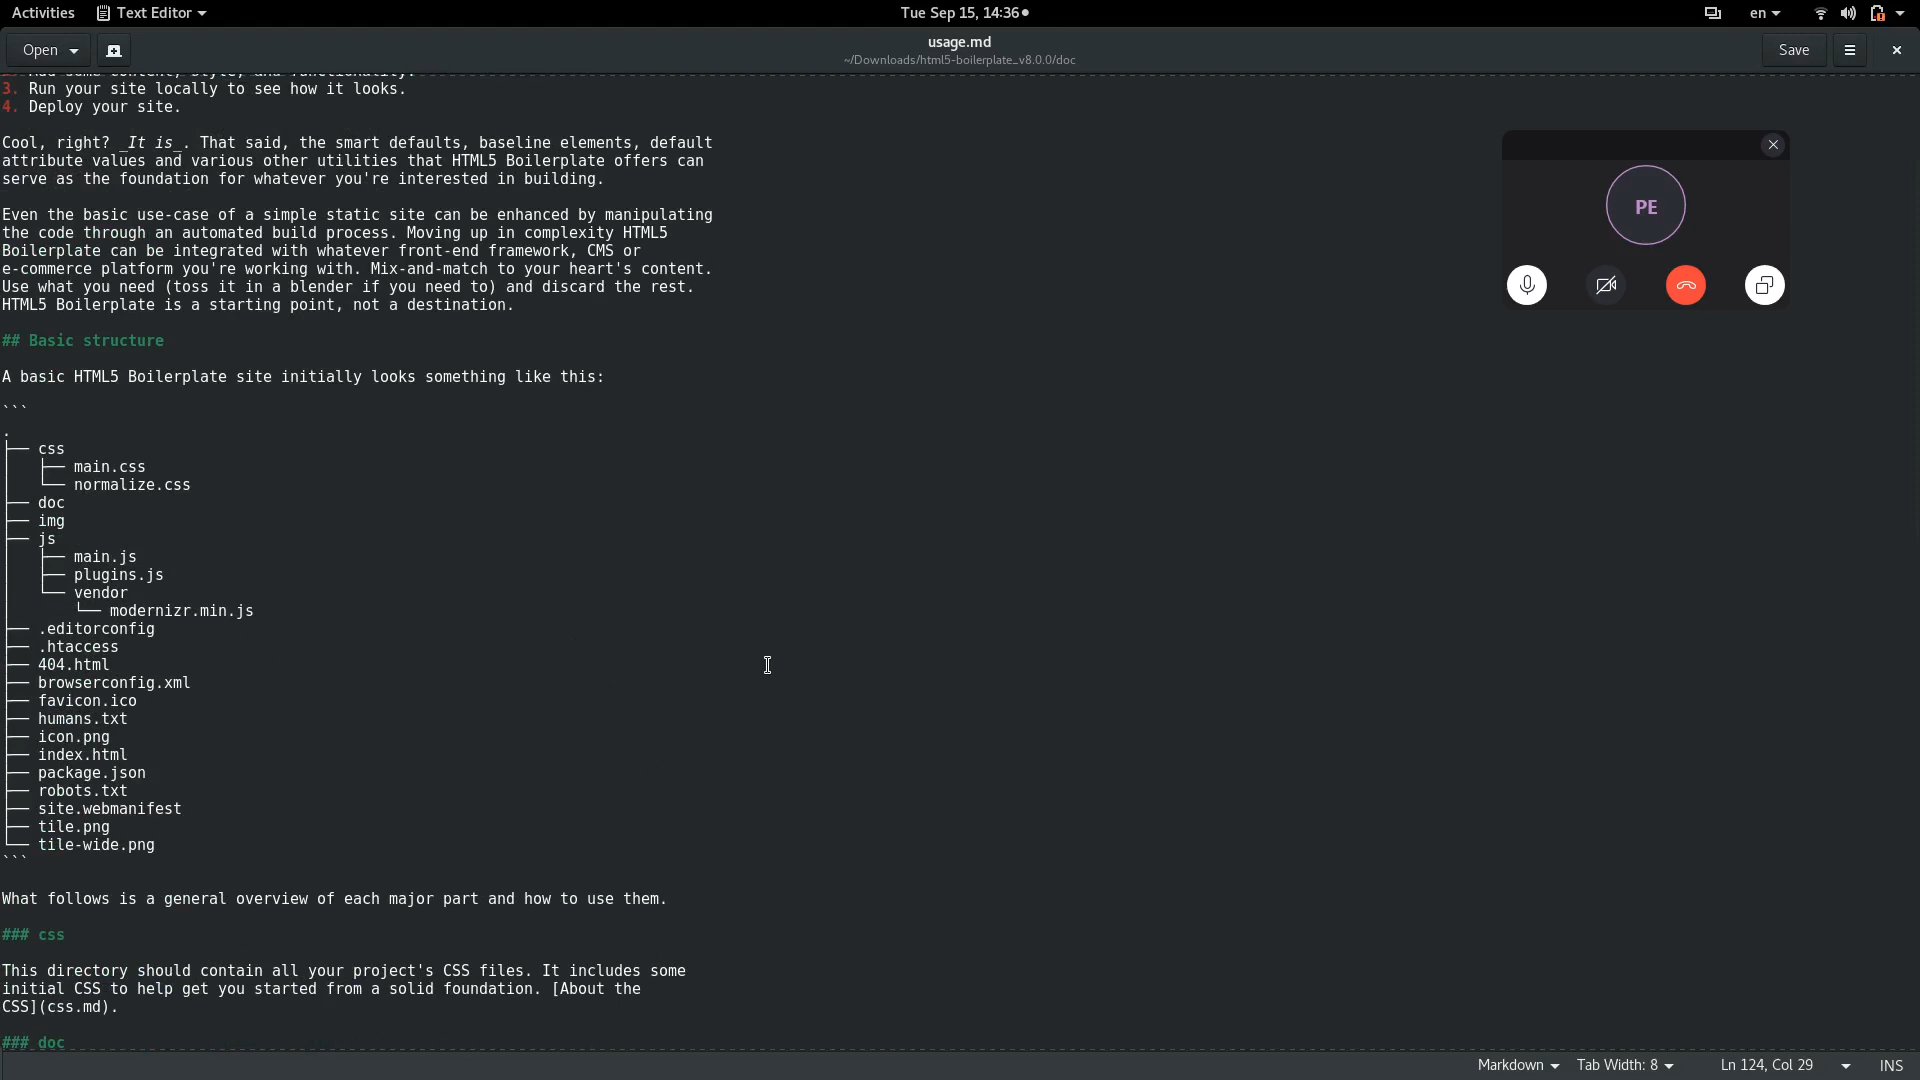 Activities Text Editor Tue Sep 15, 14:36 en
Open usage.md Save
~/Downloads/html5-boilerplate_v8.0.0/doc
3. Run your site locally to see how it looks.
4. Deploy your site.
Cool, right? _It is_. That said, the smart defaults, baseline elements, default
attribute values and various other utilities that HTML5 Boilerplate offers can
serve as the foundation for whatever you're interested in building.
PE
Even the basic use-case of a simple static site can be enhanced by manipulating
the code through an automated build process. Moving up in complexity HTML5
Boilerplate can be integrated with whatever front-end framework, CMS or
e-commerce platform you're working with. Mix-and-match to your heart's content.
Use what you need (toss it in a blender if you need to) and discard the rest.
HTML5 Boilerplate is a starting point, not a destination.
## Basic structure
A basic HTML5 Boilerplate site initially looks something like this:
```
.
├── css
│   ├── main.css
│   └── normalize.css
├── doc
├── img
├── js
│   ├── main.js
│   ├── plugins.js
│   └── vendor
│       └── modernizr.min.js
├── .editorconfig
├── .htaccess
├── 404.html
├── browserconfig.xml
├── favicon.ico
├── humans.txt
├── icon.png
├── index.html
├── package.json
├── robots.txt
├── site.webmanifest
├── tile.png
└── tile-wide.png
```
What follows is a general overview of each major part and how to use them.
### css
This directory should contain all your project's CSS files. It includes some
initial CSS to help get you started from a solid foundation. [About the
CSS](css.md).
### doc
Markdown Tab Width: 8 Ln 124, Col 29 INS